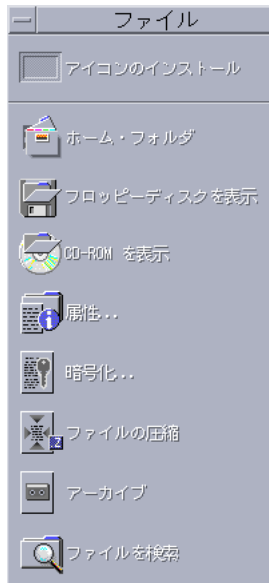 ファイル
アイコンのインストール
ホーム・フォルダ
フロッピーディスクを表示
CD-ROM を表示
属性...
暗号化...
ファイルの圧縮
.Z
アーカイブ
ファイルを検索